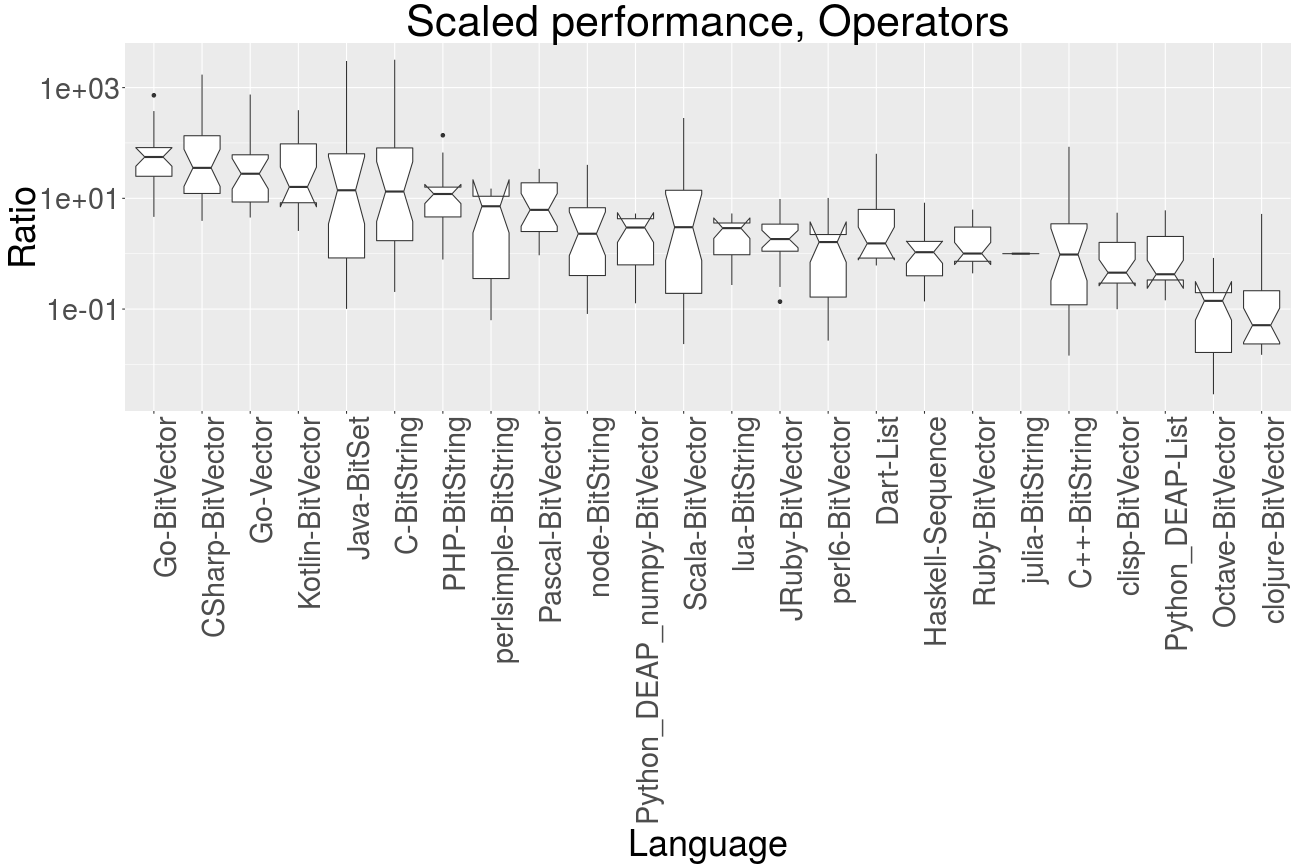 Scaled performance, Operators
Ratio
1e+03
1e+01
1e-01
Go-BitVector
CSharp-BitVector
Go-Vector
Kotlin-BitVector
Java-BitSet
C-BitString
PHP-BitString
perlsimple-BitString
Pascal-BitVector
node-BitString
Python_DEAP_numpy-BitVector
Scala-BitVector
lua-BitString
JRuby-BitVector
perl6-BitVector
Dart-List
Haskell-Sequence
Ruby-BitVector
julia-BitString
C++-BitString
clisp-BitVector
Python_DEAP-List
Octave-BitVector
clojure-BitVector
Language